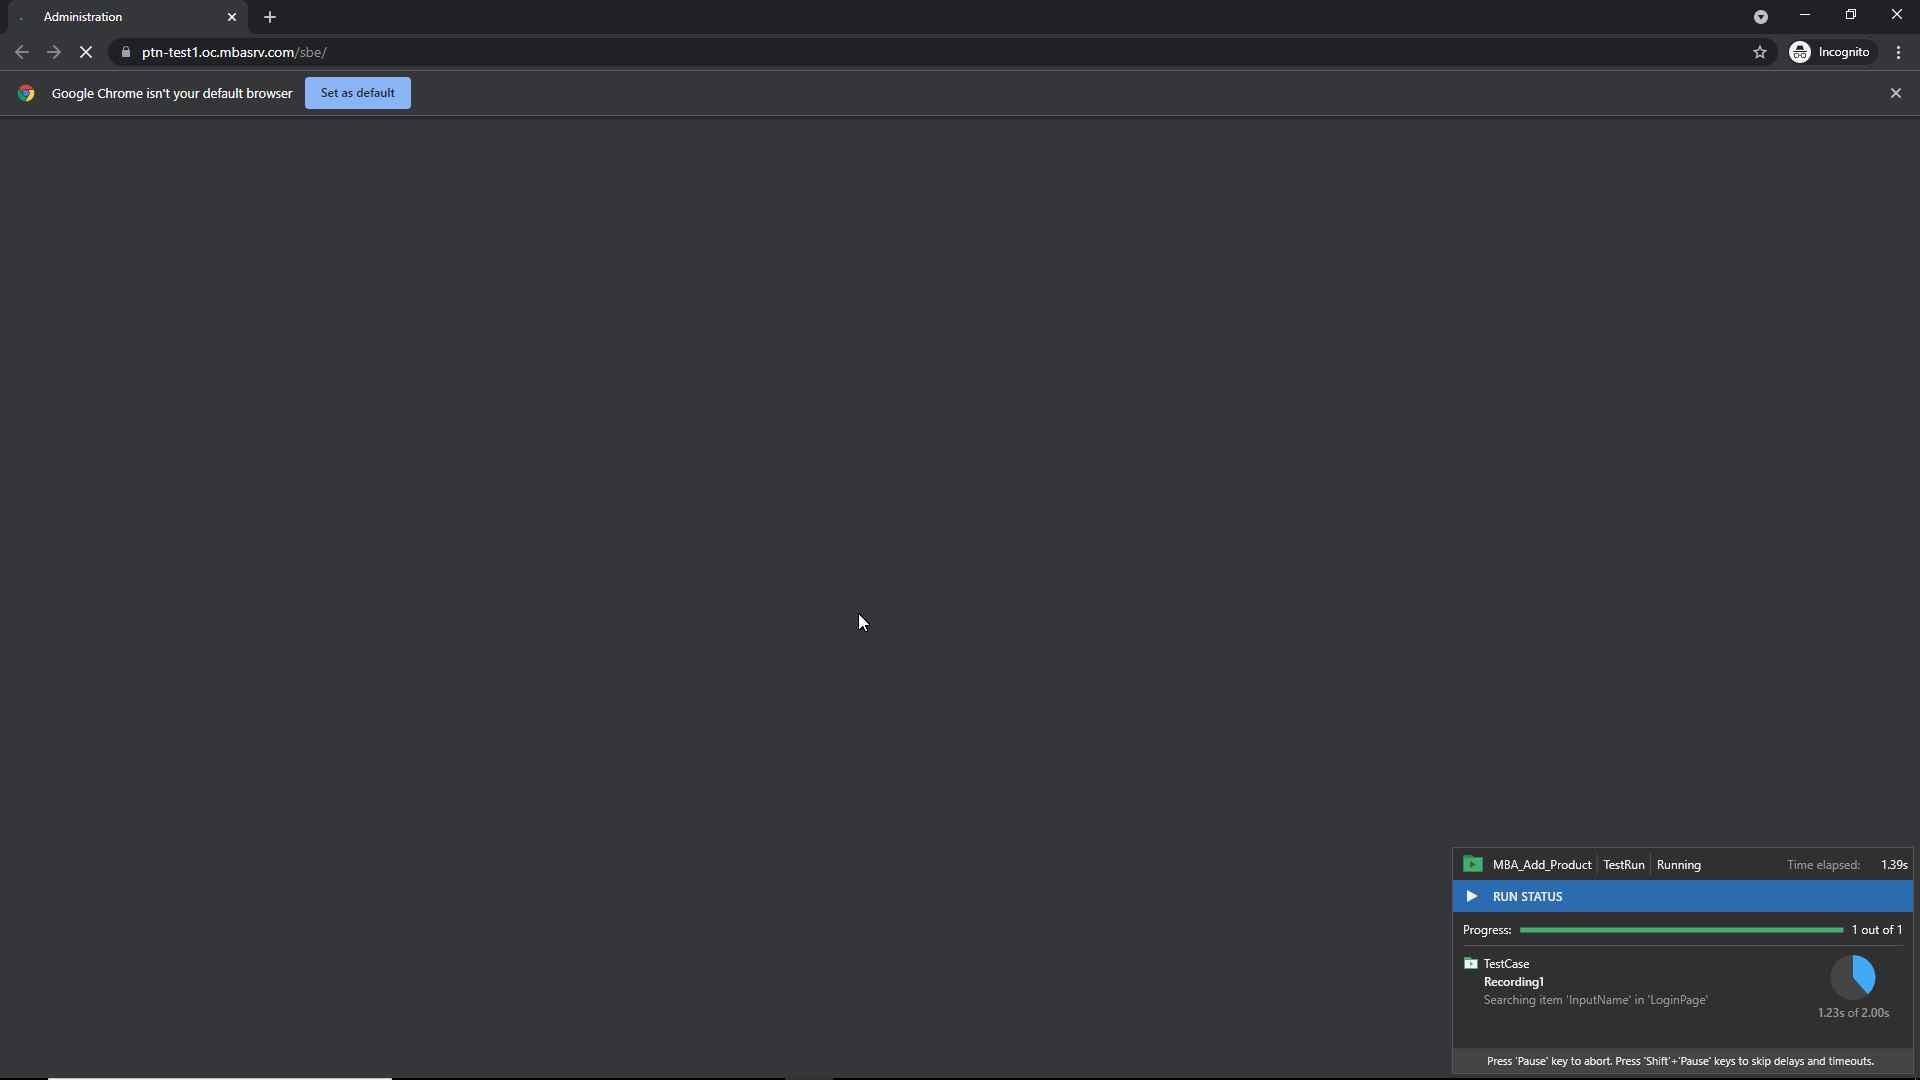 Administration
ptn-test1.oc.mbasrv.com/sbe/
Incognito
Google Chrome isn't your default browser
Set as default
MBA_Add_Product TestRun Running Time elapsed: 1.39s
RUN STATUS
Progress: 1 out of 1
TestCase
Recording1
Searching item 'InputName' in 'LoginPage'
1.23s of 2.00s
Press 'Pause' key to abort. Press 'Shift'+'Pause' keys to skip delays and timeouts.